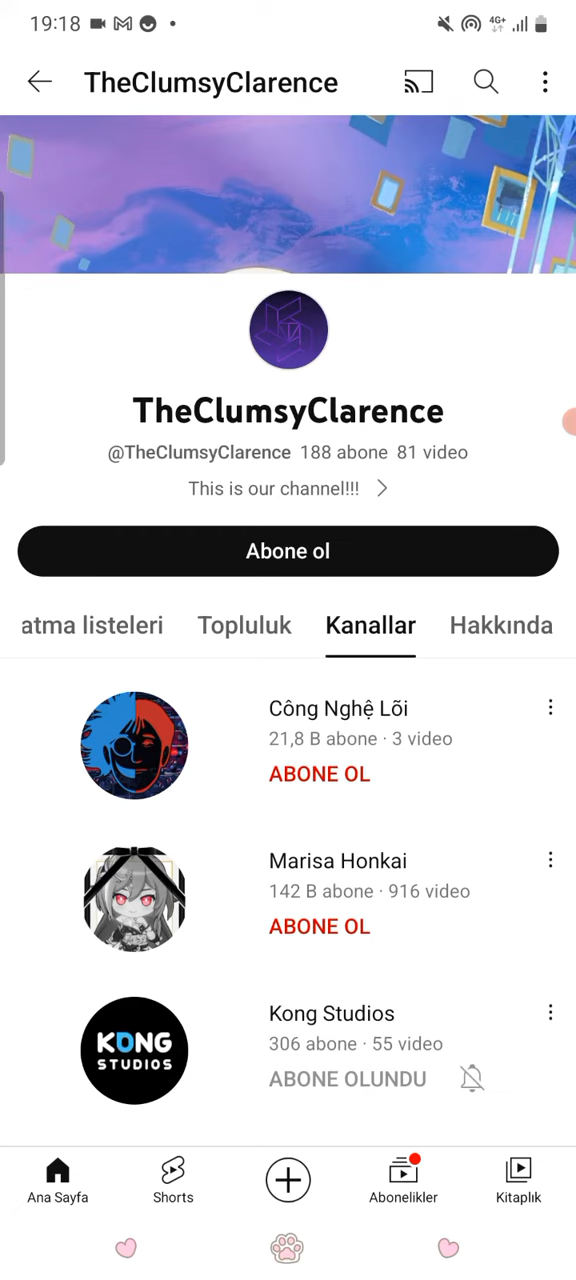 19:18
4G+
TheClumsyClarence
TheClumsyClarence
@TheClumsyClarence 188 abone 81 video
This is our channel!!!
Abone ol
atma listeleri Topluluk Kanallar Hakkında
Công Nghệ Lõi
21,8 B abone · 3 video
ABONE OL
Marisa Honkai
142 B abone · 916 video
ABONE OL
KONG
STUDIOS
Kong Studios
306 abone · 55 video
ABONE OLUNDU
Ana Sayfa Shorts Abonelikler Kitaplık